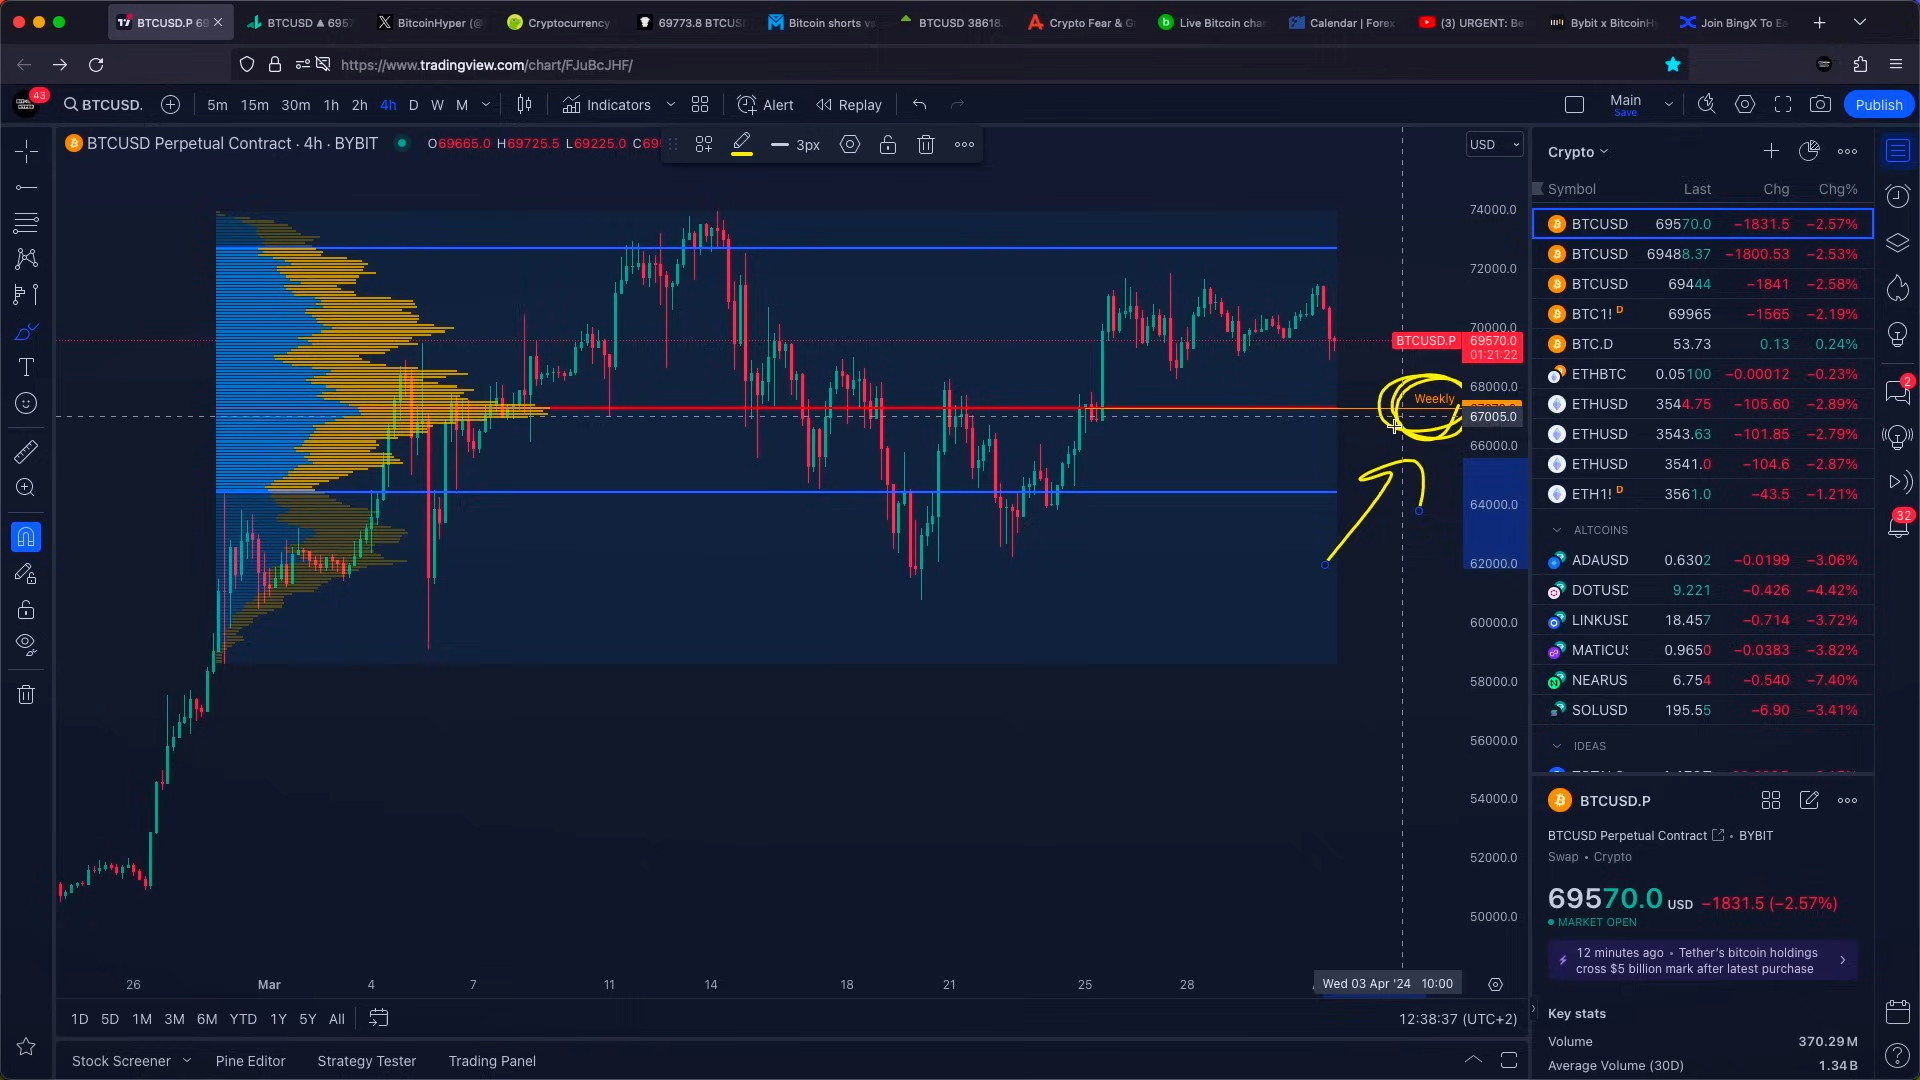 BTCUSD.P 69
BTCUSD ▲ 6957
BitcoinHyper (@
Cryptocurrency
69773.8 BTCUS
Bitcoin shorts vs
BTCUSD 38618
Crypto Fear & G
Live Bitcoin cha
Calendar | Forex
(3) URGENT: Be
Bybit x BitcoinHy
Join BingX To Ea
https://www.tradingview.com/chart/FJuBcJHF/
43
BTCUSD.
5m 15m 30m 1h 2h 4h D W M
Indicators
Alert
Replay
Main
Save
Publish
BTCUSD Perpetual Contract · 4h · BYBIT
O69665.0 H69725.5 L69225.0 C69
3px
USD
74000.0
72000.0
70000.0
BTCUSD.P 69570.0
01:21:22
68000.0
Weekly
67005.0
66000.0
64000.0
62000.0
60000.0
58000.0
56000.0
54000.0
52000.0
50000.0
26 Mar 4 7 11 14 18 21 25 28
Wed 03 Apr '24 10:00
1D 5D 1M 3M 6M YTD 1Y 5Y All
12:38:37 (UTC+2)
Stock Screener
Pine Editor
Strategy Tester
Trading Panel
Crypto
Symbol Last Chg Chg%
BTCUSD 69570.0 −1831.5 −2.57%
BTCUSD 69488.37 −1800.53 −2.53%
BTCUSD 69444 −1841 −2.58%
BTC1! D 69965 −1565 −2.19%
BTC.D 53.73 0.13 0.24%
ETHBTC 0.05100 −0.00012 −0.23%
ETHUSD 3544.75 −105.60 −2.89%
ETHUSD 3543.63 −101.85 −2.79%
ETHUSD 3541.0 −104.6 −2.87%
ETH1! D 3561.0 −43.5 −1.21%
ALTCOINS
ADAUSD 0.6302 −0.0199 −3.06%
DOTUSD 9.221 −0.426 −4.42%
LINKUSD 18.457 −0.714 −3.72%
MATICUS 0.9650 −0.0383 −3.82%
NEARUS 6.754 −0.540 −7.40%
SOLUSD 195.55 −6.90 −3.41%
IDEAS
BTCUSD.P
BTCUSD Perpetual Contract • BYBIT
Swap • Crypto
69570.0 USD −1831.5 (−2.57%)
MARKET OPEN
12 minutes ago • Tether's bitcoin holdings
cross $5 billion mark after latest purchase
Key stats
Volume 370.29M
Average Volume (30D) 1.34B
2
32